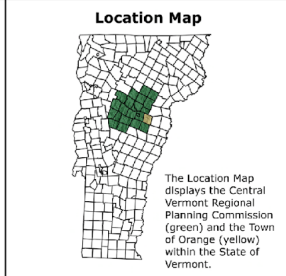 Location Map
The Location Map
displays the Central
Vermont Regional
Planning Commission
(green) and the Town
of Orange (yellow)
within the State of
Vermont.